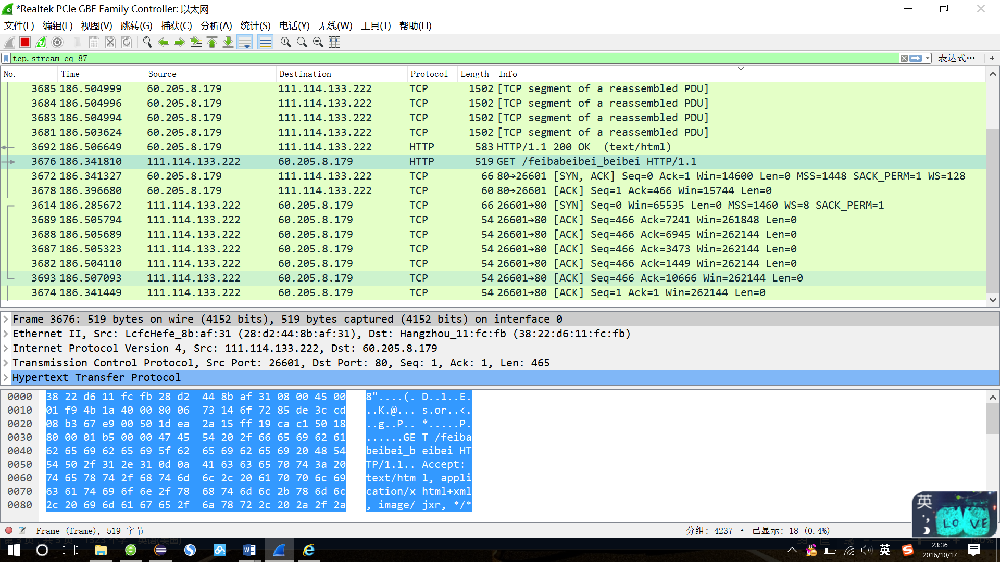 *Realtek PCIe GBE Family Controller: 以太网
文件(F) 编辑(E) 视图(V) 跳转(G) 捕获(C) 分析(A) 统计(S) 电话(Y) 无线(W) 工具(T) 帮助(H)
tcp.stream eq 87 表达式… +
No. Time Source Destination Protocol Length Info
3685 186.504999 60.205.8.179 111.114.133.222 TCP 1502 [TCP segment of a reassembled PDU]
3684 186.504996 60.205.8.179 111.114.133.222 TCP 1502 [TCP segment of a reassembled PDU]
3683 186.504994 60.205.8.179 111.114.133.222 TCP 1502 [TCP segment of a reassembled PDU]
3681 186.503624 60.205.8.179 111.114.133.222 TCP 1502 [TCP segment of a reassembled PDU]
3692 186.506649 60.205.8.179 111.114.133.222 HTTP 583 HTTP/1.1 200 OK (text/html)
3676 186.341810 111.114.133.222 60.205.8.179 HTTP 519 GET /feibabeibei_beibei HTTP/1.1
3672 186.341327 60.205.8.179 111.114.133.222 TCP 66 80→26601 [SYN, ACK] Seq=0 Ack=1 Win=14600 Len=0 MSS=1448 SACK_PERM=1 WS=128
3678 186.396680 60.205.8.179 111.114.133.222 TCP 60 80→26601 [ACK] Seq=1 Ack=466 Win=15744 Len=0
3614 186.285672 111.114.133.222 60.205.8.179 TCP 66 26601→80 [SYN] Seq=0 Win=65535 Len=0 MSS=1460 WS=8 SACK_PERM=1
3689 186.505794 111.114.133.222 60.205.8.179 TCP 54 26601→80 [ACK] Seq=466 Ack=7241 Win=261848 Len=0
3688 186.505689 111.114.133.222 60.205.8.179 TCP 54 26601→80 [ACK] Seq=466 Ack=6945 Win=262144 Len=0
3687 186.505323 111.114.133.222 60.205.8.179 TCP 54 26601→80 [ACK] Seq=466 Ack=3473 Win=262144 Len=0
3682 186.504110 111.114.133.222 60.205.8.179 TCP 54 26601→80 [ACK] Seq=466 Ack=1449 Win=262144 Len=0
3693 186.507093 111.114.133.222 60.205.8.179 TCP 54 26601→80 [ACK] Seq=466 Ack=10666 Win=262144 Len=0
3674 186.341449 111.114.133.222 60.205.8.179 TCP 54 26601→80 [ACK] Seq=1 Ack=1 Win=262144 Len=0
Frame 3676: 519 bytes on wire (4152 bits), 519 bytes captured (4152 bits) on interface 0
Ethernet II, Src: LcfcHefe_8b:af:31 (28:d2:44:8b:af:31), Dst: Hangzhou_11:fc:fb (38:22:d6:11:fc:fb)
Internet Protocol Version 4, Src: 111.114.133.222, Dst: 60.205.8.179
Transmission Control Protocol, Src Port: 26601, Dst Port: 80, Seq: 1, Ack: 1, Len: 465
Hypertext Transfer Protocol
0000 38 22 d6 11 fc fb 28 d2 44 8b af 31 08 00 45 00 8"....(. D..1..E.
0010 01 f9 4b 1a 40 00 80 06 73 14 6f 72 85 de 3c cd ..K.@... s.or..<.
0020 08 b3 67 e9 00 50 1d ea 2a 15 ff 19 ca c1 50 18 ..g..P.. *.....P.
0030 80 00 01 b5 00 00 47 45 54 20 2f 66 65 69 62 61 ......GE T /feiba
0040 62 65 69 62 65 69 5f 62 65 69 62 65 69 20 48 54 beibei_b eibei HT
0050 54 50 2f 31 2e 31 0d 0a 41 63 63 65 70 74 3a 20 TP/1.1.. Accept:
0060 74 65 78 74 2f 68 74 6d 6c 2c 20 61 70 70 6c 69 text/htm l, appli
0070 63 61 74 69 6f 6e 2f 78 68 74 6d 6c 2b 78 6d 6c cation/x html+xml
0080 2c 20 69 6d 61 67 65 2f 6a 78 72 2c 20 2a 2f 2a , image/ jxr, */*
英
LOVE
Frame (frame), 519 字节 分组: 4237 · 已显示: 18 (0.4%)
英
23:36
2016/10/17